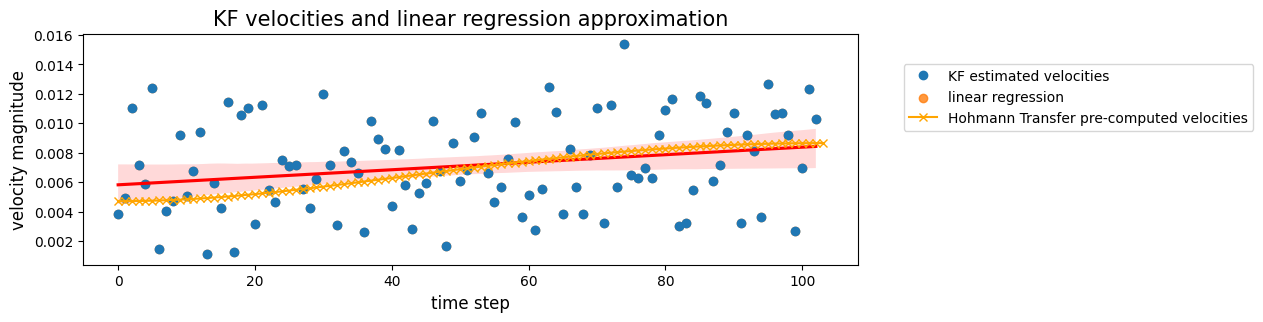 KF velocities and linear regression approximation
velocity magnitude
0.016
0.014
0.012
0.010
0.008
0.006
0.004
0.002
0 20 40 60 80 100
time step
KF estimated velocities
linear regression
Hohmann Transfer pre-computed velocities